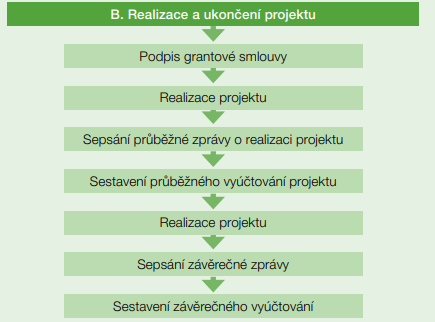 B. Realizace a ukončení projektu
Podpis grantové smlouvy
Realizace projektu
Sepsání průběžné zprávy o realizaci projektu
Sestavení průběžného vyúčtování projektu
Realizace projektu
Sepsání závěrečné zprávy
Sestavení závěrečného vyúčtování